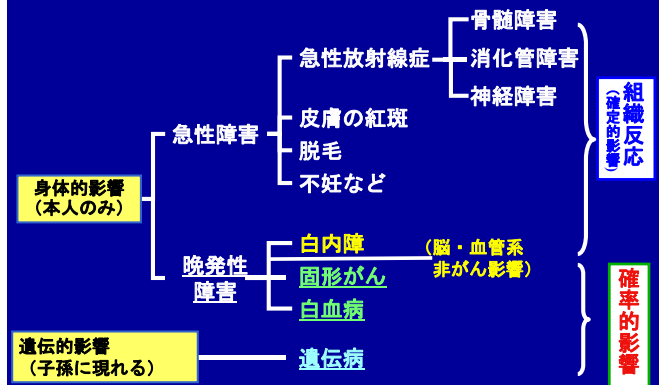 骨髄障害
急性放射線症
消化管障害
神経障害
皮膚の紅斑
急性障害
脱毛
不妊など
組織反応
(確定的影響)
身体的影響
(本人のみ)
白内障
(脳・血管系
非がん影響)
晩発性
障害
固形がん
白血病
確率的影響
遺伝的影響
(子孫に現れる)
遺伝病